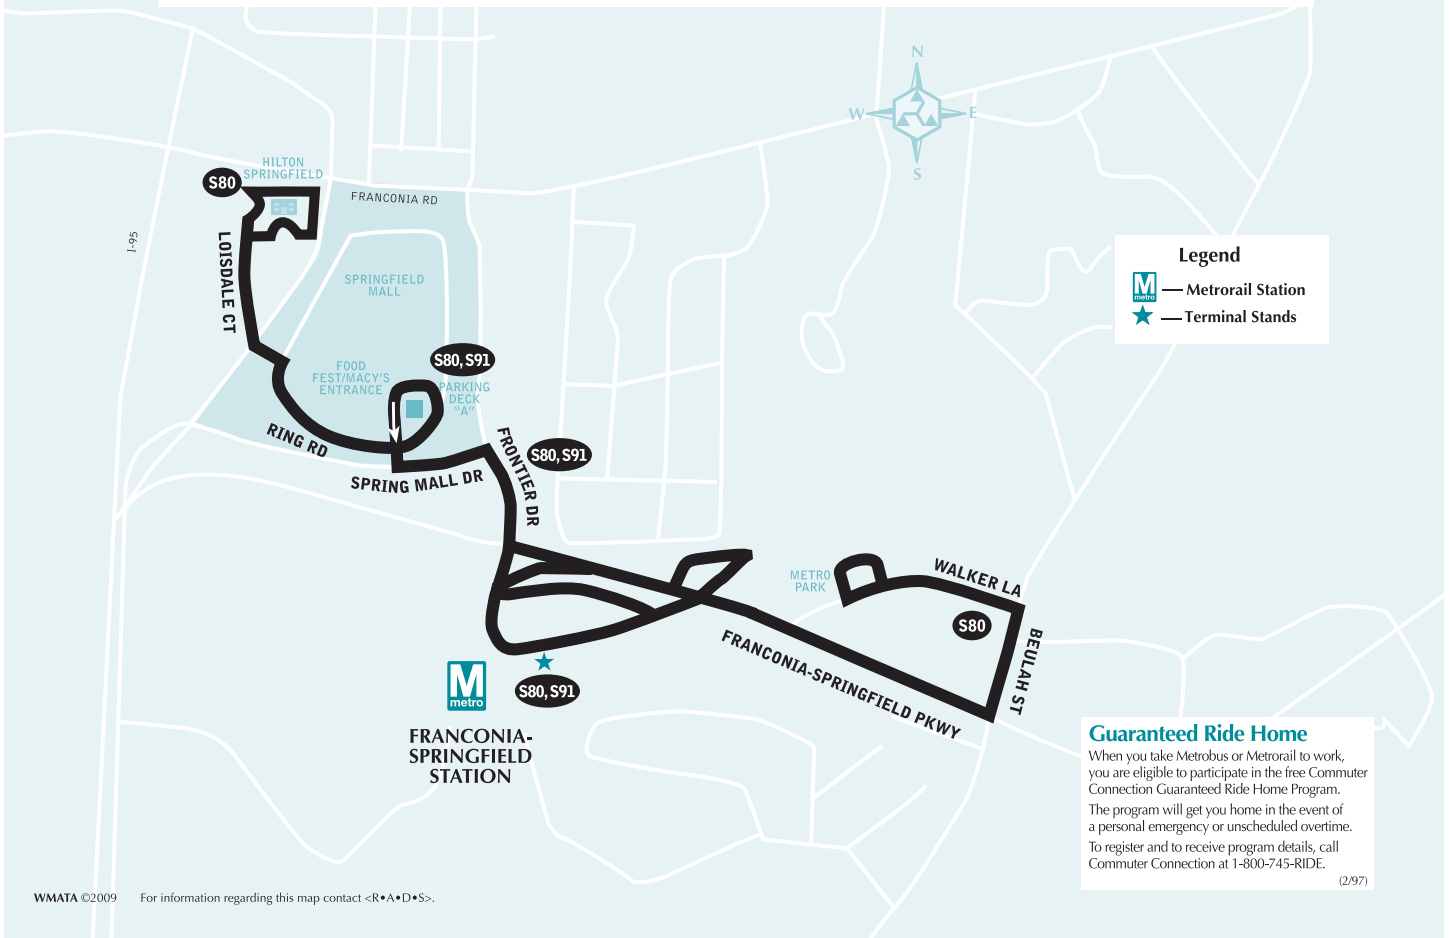 N
W
E
S
HILTON
SPRINGFIELD
S80
FRANCONIA RD
I-95
LOISDALE CT
SPRINGFIELD
MALL
Legend
M
metro
Metrorail Station
Terminal Stands
S80, S91
FOOD
FEST/MACY'S
ENTRANCE
PARKING
DECK
"A"
RING RD
SPRING MALL DR
FRONTIER DR
S80, S91
METRO
PARK
WALKER LA
S80
BEULAH ST
FRANCONIA-SPRINGFIELD PKWY
M
metro
S80, S91
FRANCONIA-
SPRINGFIELD
STATION
Guaranteed Ride Home
When you take Metrobus or Metrorail to work,
you are eligible to participate in the free Commuter
Connection Guaranteed Ride Home Program.
The program will get you home in the event of
a personal emergency or unscheduled overtime.
To register and to receive program details, call
Commuter Connection at 1-800-745-RIDE.
(2/97)
WMATA ©2009 For information regarding this map contact <R•A•D•S>.